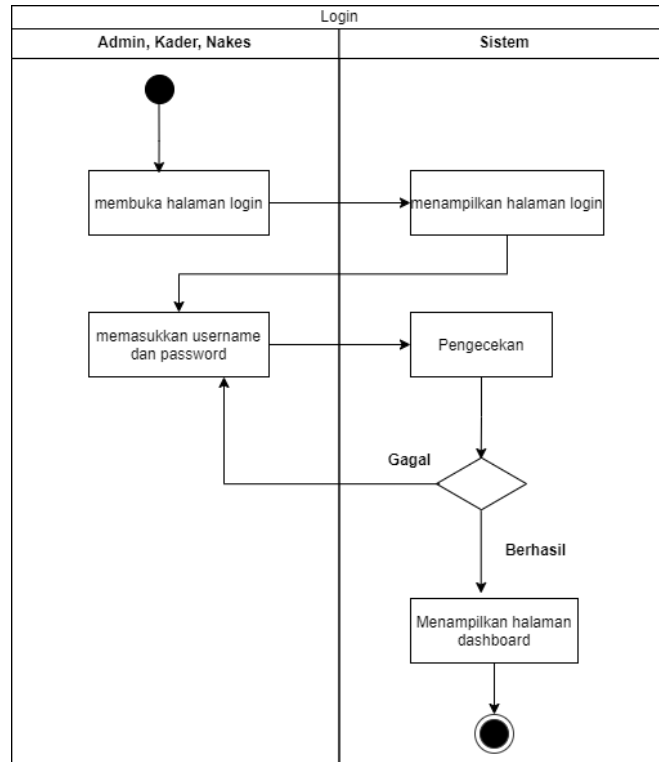 Login
Admin, Kader, Nakes
Sistem
membuka halaman login
menampilkan halaman login
memasukkan username
dan password
Pengecekan
Gagal
Berhasil
Menampilkan halaman
dashboard